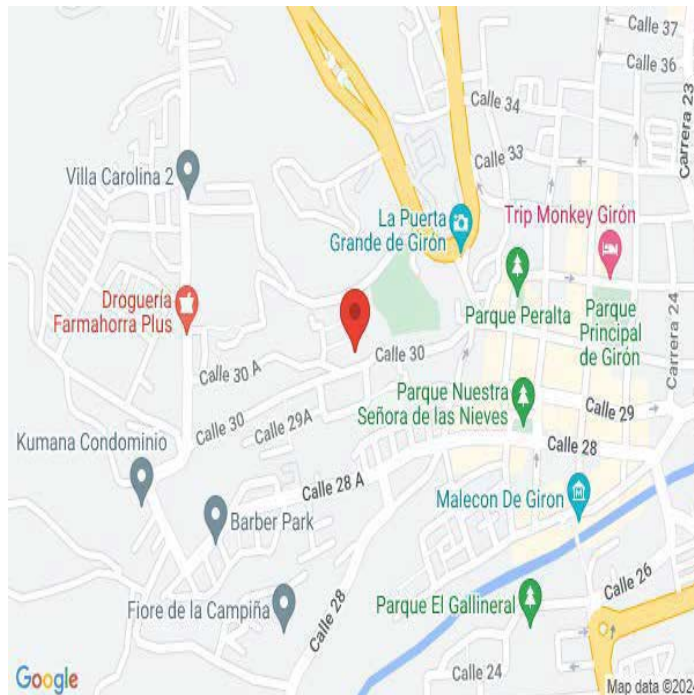 Calle 37
Calle 36
Carrera 23
Calle 34
Calle 33
Villa Carolina 2
La Puerta
Grande de Girón
Trip Monkey Girón
Droguería
Farmahorra Plus
Parque Peralta
Parque
Principal
de Girón
Carrera 24
Calle 30
Calle 30 A
Parque Nuestra
Señora de las Nieves
Calle 29
Calle 30
Calle 29A
Calle 28
Kumana Condominio
Calle 28 A
Malecon De Giron
Barber Park
Calle 26
Fiore de la Campiña
Calle 28
Parque El Gallineral
Calle 24
Google
Map data ©202